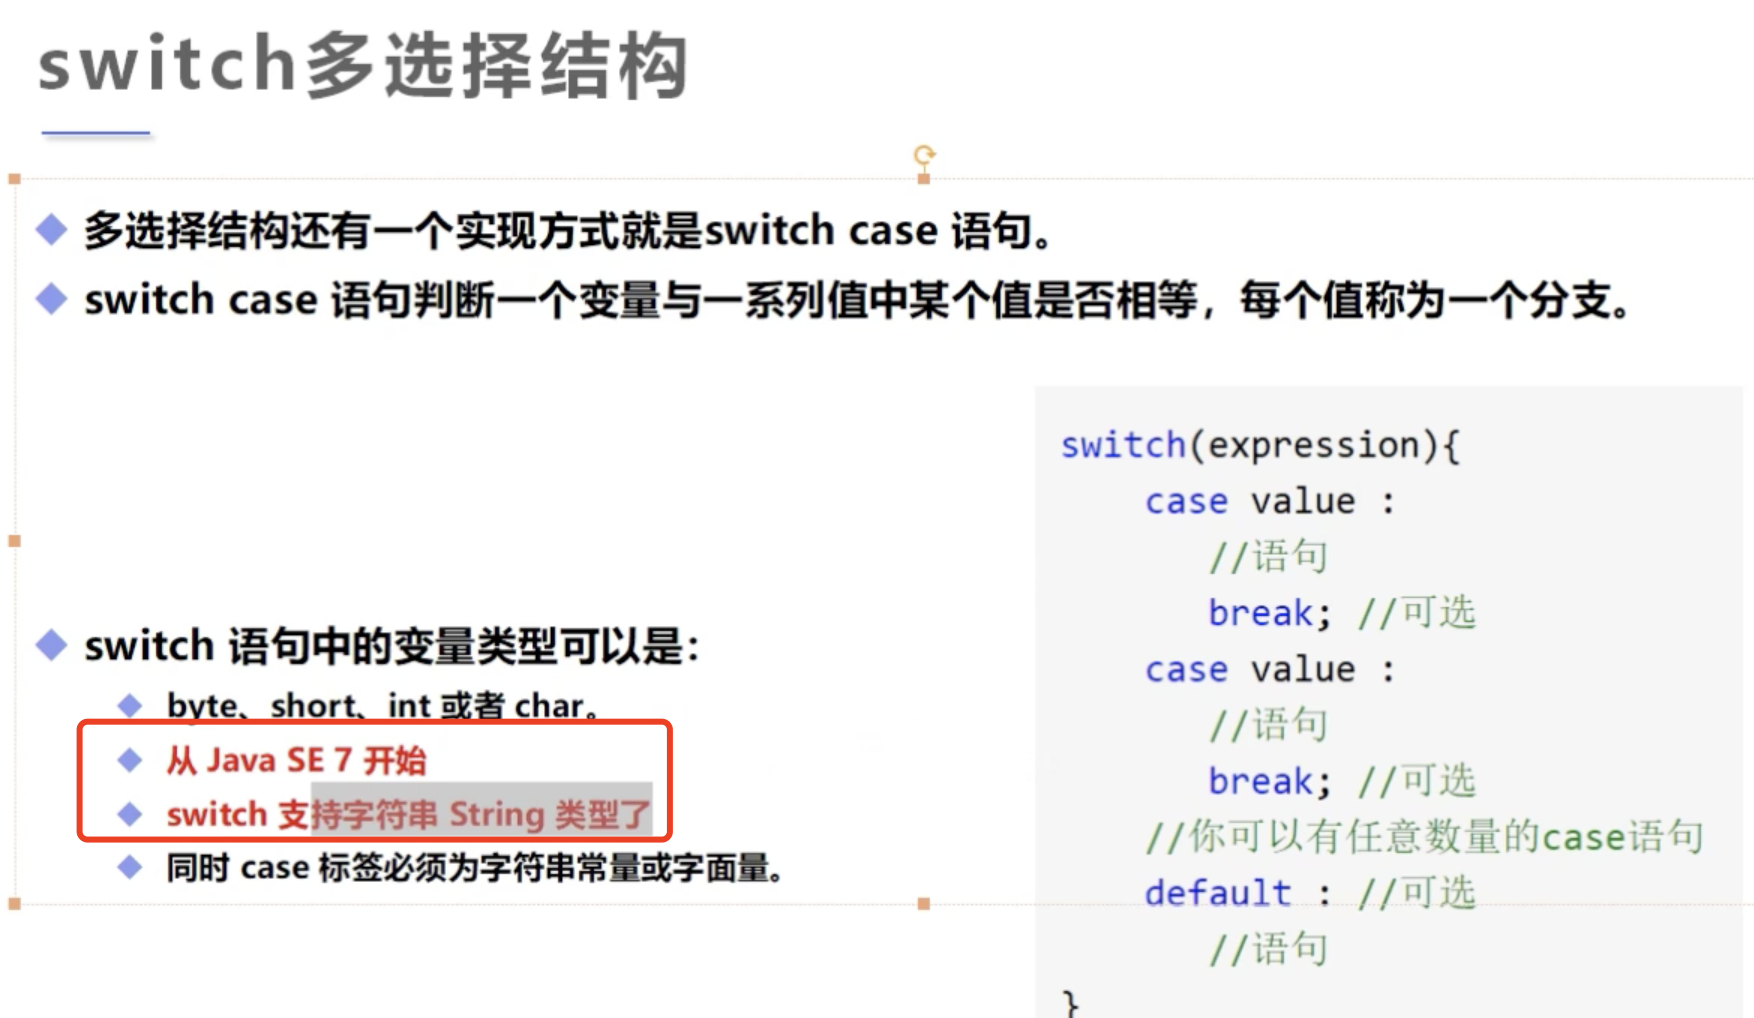 switch多选择结构
多选择结构还有一个实现方式就是switch case 语句。
switch case 语句判断一个变量与一系列值中某个值是否相等，每个值称为一个分支。
switch 语句中的变量类型可以是：
byte、short、int 或者 char。
从 Java SE 7 开始
switch 支持字符串 String 类型了
同时 case 标签必须为字符串常量或字面量。
switch(expression){
case value :
//语句
break; //可选
case value :
//语句
break; //可选
//你可以有任意数量的case语句
default : //可选
//语句
}